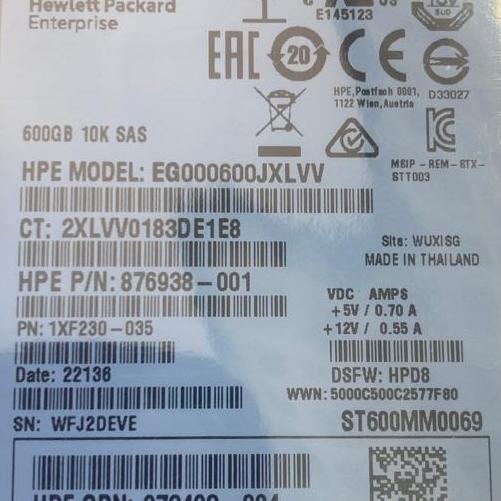 Hewlett Packard
Enterprise
E145123
EAC 20 CE
HPE, Postfach 0001,
1122 Wien, Austria
D33027
600GB 10K SAS
MSIP-REM-STX-
STT003
HPE MODEL: EG000600JXLVV
CT: 2XLVV0183DE1E8
Site: WUXISG
MADE IN THAILAND
HPE P/N: 876938-001
VDC AMPS
+5V / 0.70 A
+12V / 0.55 A
PN: 1XF230-035
Date: 22136
DSFW: HPD8
WWN: 5000C500C2577F80
SN: WFJ2DEVE
ST600MM0069